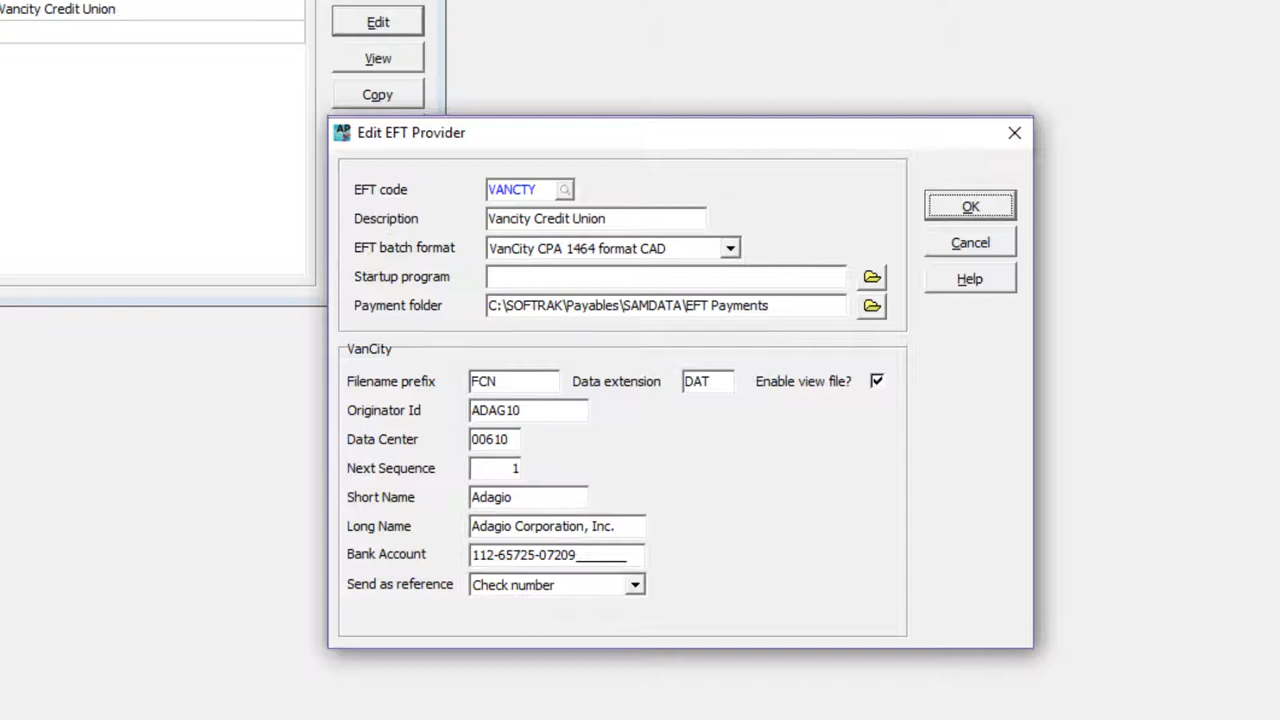 Vancity Credit Union
Edit
View
Copy
AP
Edit EFT Provider
EFT code VANCTY
Description Vancity Credit Union
EFT batch format VanCity CPA 1464 format CAD
Startup program
Payment folder C:\SOFTRAK\Payables\SAMDATA\EFT Payments
OK
Cancel
Help
VanCity
Filename prefix FCN Data extension DAT Enable view file?
Originator Id ADAG10
Data Center 00610
Next Sequence 1
Short Name Adagio
Long Name Adagio Corporation, Inc.
Bank Account 112-65725-07209_______
Send as reference Check number